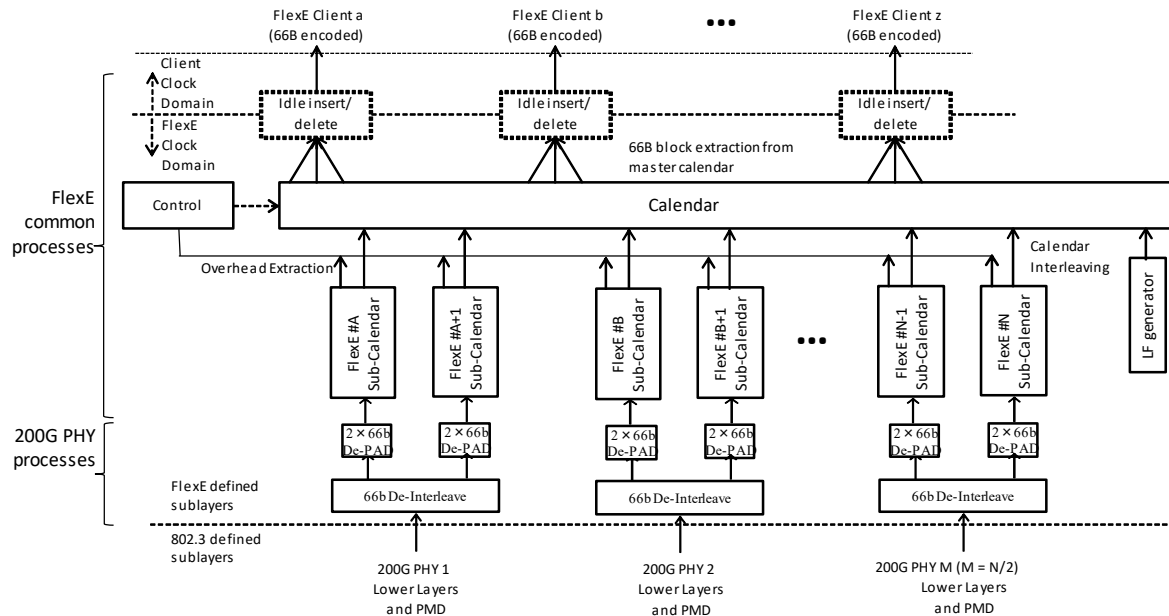 FlexE Client a
(66B encoded)
FlexE Client b
(66B encoded)
•••
FlexE Client z
(66B encoded)
Client
Clock
Domain
FlexE
Clock
Domain
Idle insert/
delete
Idle insert/
delete
Idle insert/
delete
66B block extraction from
master calendar
FlexE
common
processes
Control
Calendar
Overhead Extraction
Calendar
Interleaving
FlexE #A
Sub-Calendar
FlexE #A+1
Sub-Calendar
FlexE #B
Sub-Calendar
FlexE #B+1
Sub-Calendar
•••
FlexE #N-1
Sub-Calendar
FlexE #N
Sub-Calendar
LF generator
200G PHY
processes
2 × 66b
De-PAD
2 × 66b
De-PAD
2 × 66b
De-PAD
2 × 66b
De-PAD
2 × 66b
De-PAD
2 × 66b
De-PAD
FlexE defined
sublayers
66b De-Interleave
66b De-Interleave
66b De-Interleave
802.3 defined
sublayers
200G PHY 1
Lower Layers
and PMD
200G PHY 2
Lower Layers
and PMD
200G PHY M (M = N/2)
Lower Layers
and PMD